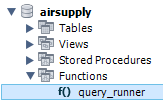 airsupply
Tables
Views
Stored Procedures
Functions
f() query_runner